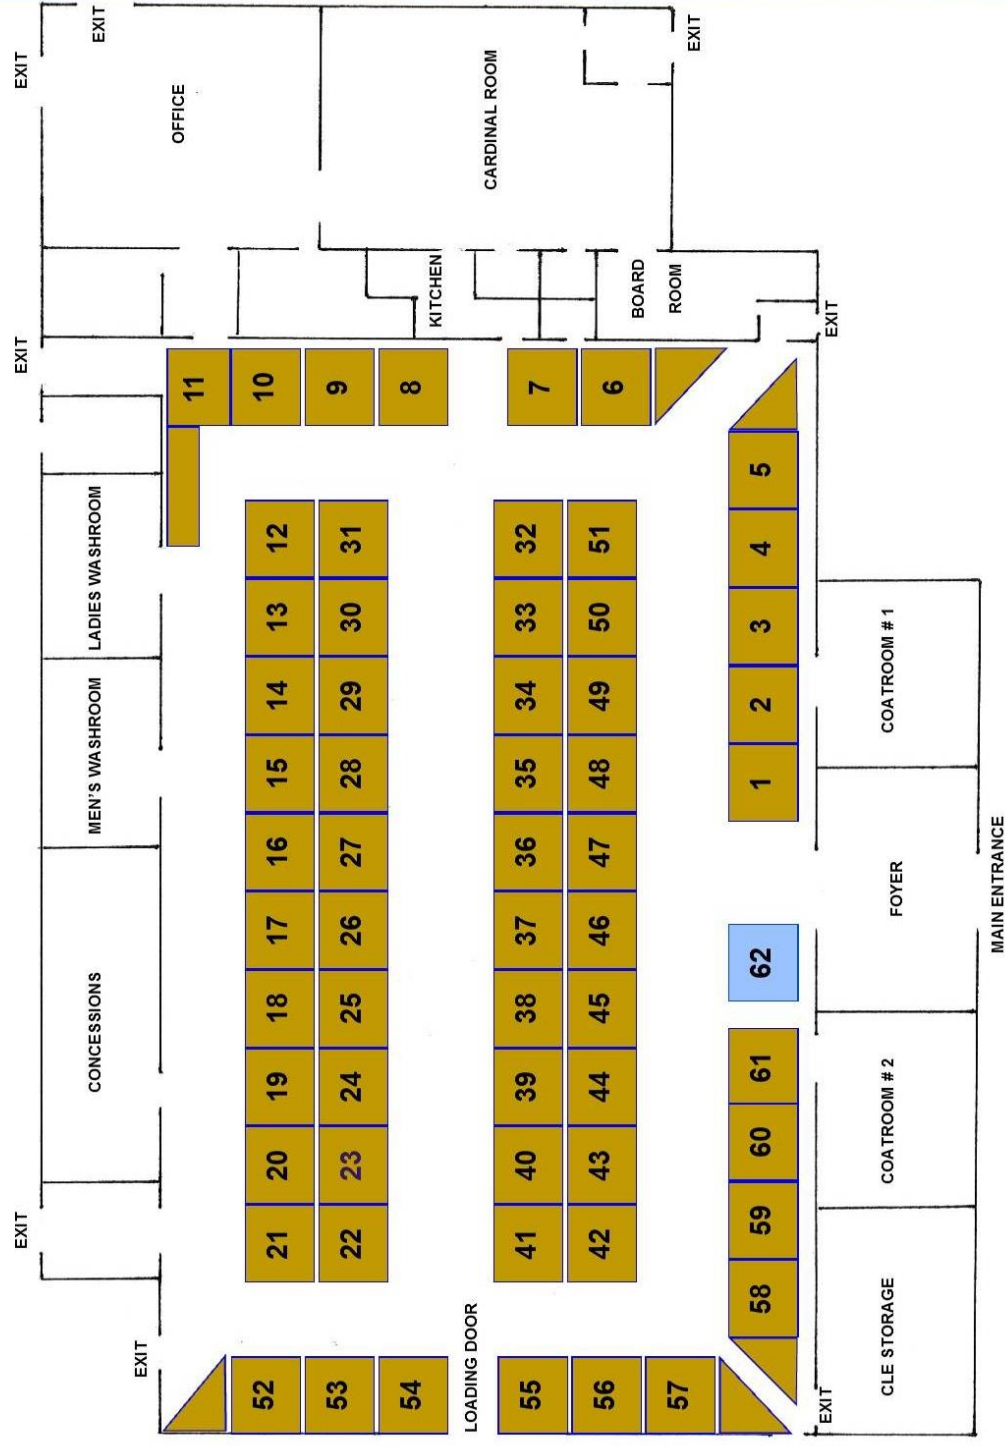 EXIT
EXIT
EXIT
CONCESSIONS
MEN'S WASHROOM
LADIES WASHROOM
EXIT
EXIT
OFFICE
11
52
21 20 19 18 17 16 15 14 13 12
10
53
22 23 24 25 26 27 28 29 30 31
9
54
8
KITCHEN
LOADING DOOR
CARDINAL ROOM
55
41 40 39 38 37 36 35 34 33 32
7
56
42 43 44 45 46 47 48 49 50 51
6
BOARD
ROOM
57
EXIT
58 59 60 61 62 1 2 3 4 5
EXIT
EXIT
CLE STORAGE
COATROOM # 2
FOYER
COATROOM # 1
MAIN ENTRANCE